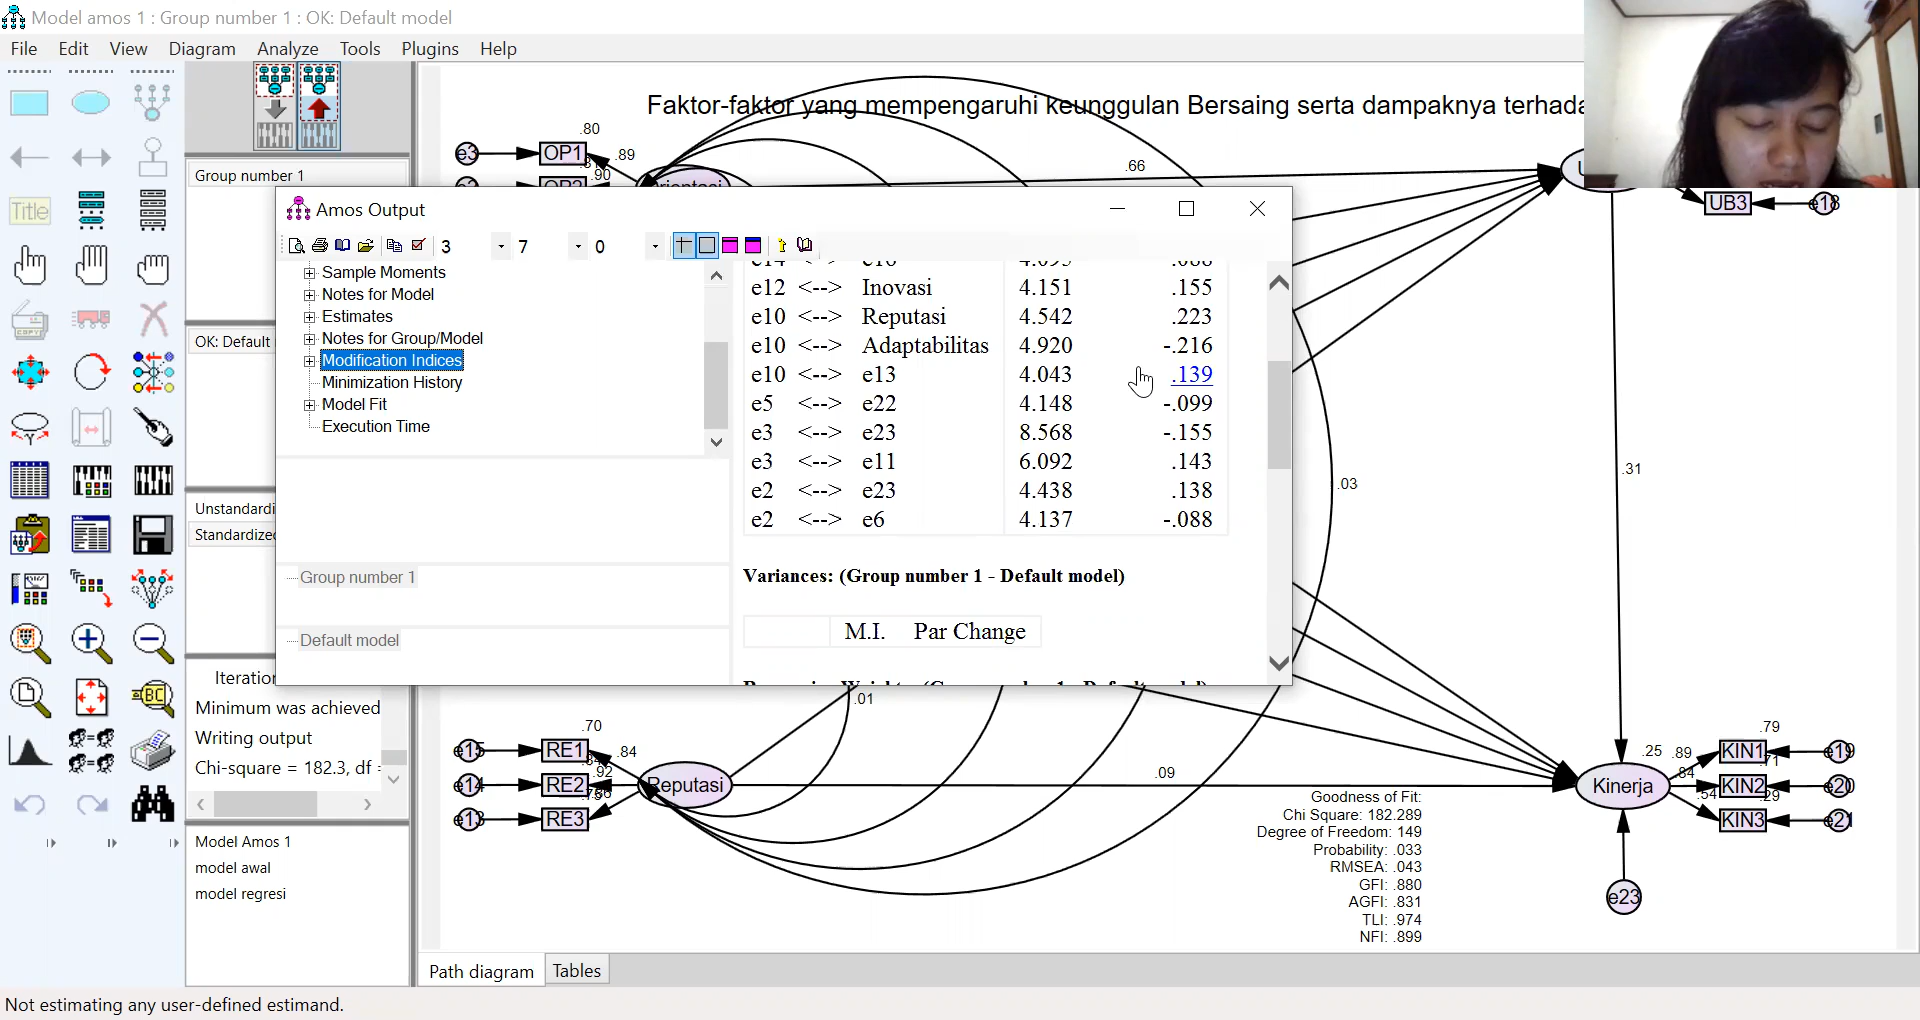 Model amos 1 : Group number 1 : OK: Default model
File Edit View Diagram Analyze Tools Plugins Help
Faktor-faktor yang mempengaruhi keunggulan Bersaing serta dampaknya
Title
Group number 1
OK: Default
Unstandardi
Standardized
Iteration
Minimum was achieved
Writing output
Chi-square = 182.3, df =
Model Amos 1
model awal
model regresi
.80
e3 OP1 .89
.90
.66
UB3 e18
Amos Output
3 7 0
Sample Moments
Notes for Model
Estimates
Notes for Group/Model
Modification Indices
Minimization History
Model Fit
Execution Time
Group number 1
Default model
e12 <--> Inovasi 4.151 .155
e10 <--> Reputasi 4.542 .223
e10 <--> Adaptabilitas 4.920 -.216
e10 <--> e13 4.043 .139
e5 <--> e22 4.148 -.099
e3 <--> e23 8.568 -.155
e3 <--> e11 6.092 .143
e2 <--> e23 4.438 .138
e2 <--> e6 4.137 -.088
Variances: (Group number 1 - Default model)
M.I. Par Change
.03
.31
.01
.70
e15 RE1 .84
e14 RE2 .92
e13 RE3
Reputasi
.09
.25
Kinerja
.79
.89 KIN1 e19
.84 KIN2 e20
.54 KIN3 e21
.29
e23
Goodness of Fit:
Chi Square: 182.289
Degree of Freedom: 149
Probability: .033
RMSEA: .043
GFI: .880
AGFI: .831
TLI: .974
NFI: .899
Path diagram Tables
Not estimating any user-defined estimand.